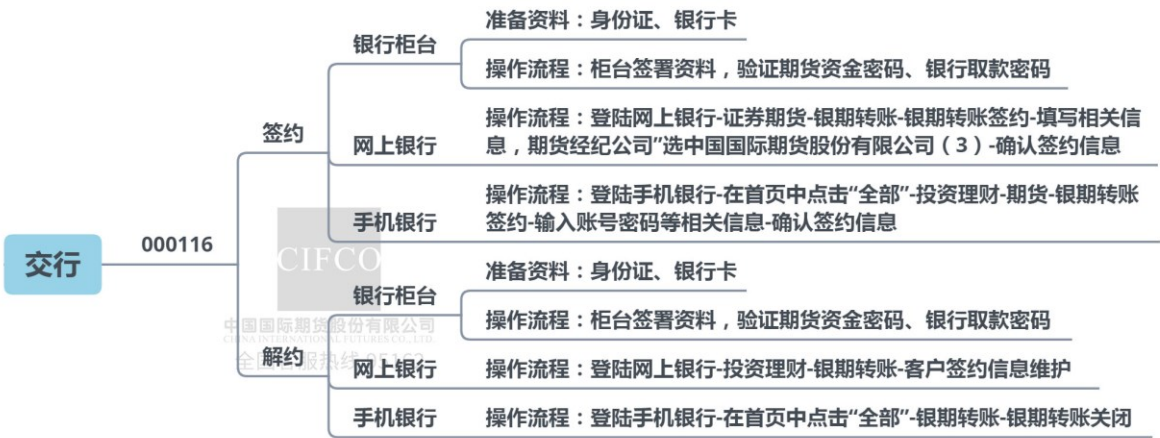 准备资料：身份证、银行卡
银行柜台
操作流程：柜台签署资料，验证期货资金密码、银行取款密码
签约
操作流程：登陆网上银行-证券期货-银期转账-银期转账签约-填写相关信
网上银行
息，期货经纪公司”选中国国际期货股份有限公司（3）-确认签约信息
操作流程：登陆手机银行-在首页中点击“全部”-投资理财-期货-银期转账
手机银行
签约-输入账号密码等相关信息-确认签约信息
交行
000116
CIFCO
准备资料：身份证、银行卡
银行柜台
操作流程：柜台签署资料，验证期货资金密码、银行取款密码
中国国际期货股份有限公司
CHINA INTERNATIONAL FUTURES CO., LTD.
解约
网上银行
操作流程：登陆网上银行-投资理财-银期转账-客户签约信息维护
手机银行
操作流程：登陆手机银行-在首页中点击“全部”-银期转账-银期转账关闭